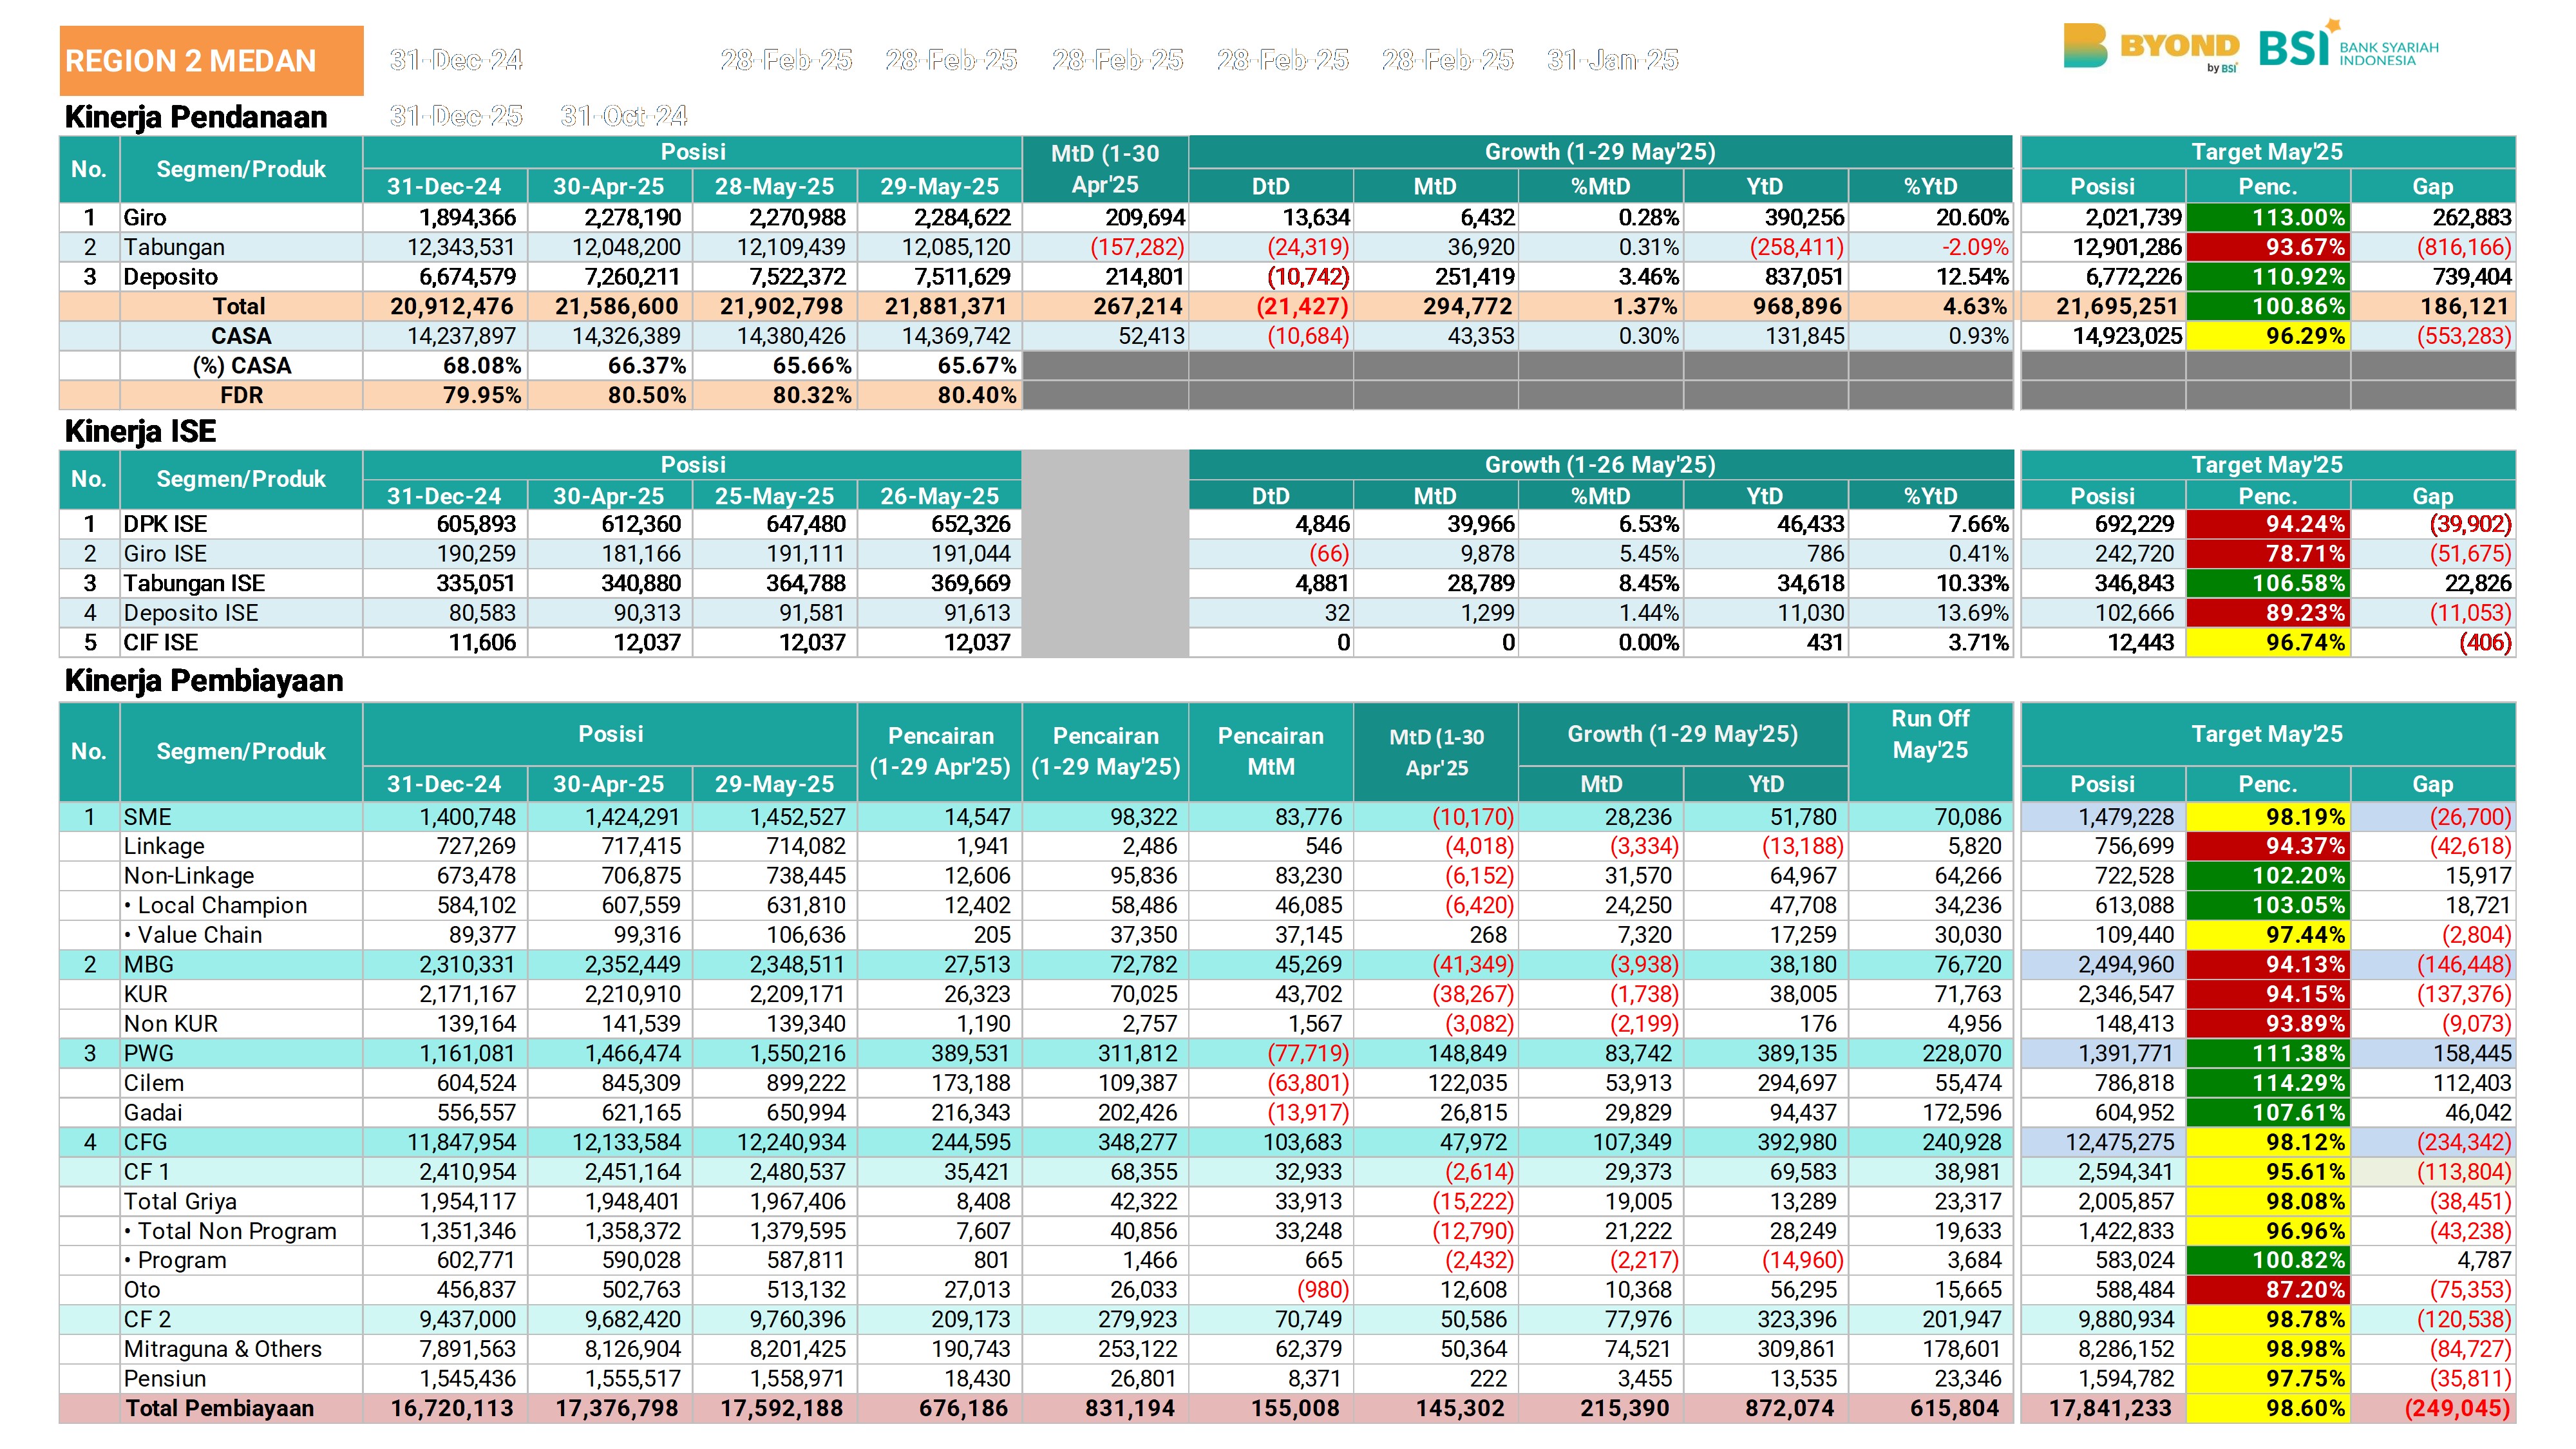 REGION 2 MEDAN 31-Dec-24 28-Feb-25 28-Feb-25 28-Feb-25 28-Feb-25 28-Feb-25 31-Jan-25
BYOND by BSI BSI BANK SYARIAH INDONESIA
Kinerja Pendanaan 31-Dec-25 31-Oct-24
No. Segmen/Produk Posisi MtD (1-30 Apr'25 Growth (1-29 May'25) Target May'25
31-Dec-24 30-Apr-25 28-May-25 29-May-25 DtD MtD %MtD YtD %YtD Posisi Penc. Gap
1 Giro 1,894,366 2,278,190 2,270,988 2,284,622 209,694 13,634 6,432 0.28% 390,256 20.60% 2,021,739 113.00% 262,883
2 Tabungan 12,343,531 12,048,200 12,109,439 12,085,120 (157,282) (24,319) 36,920 0.31% (258,411) -2.09% 12,901,286 93.67% (816,166)
3 Deposito 6,674,579 7,260,211 7,522,372 7,511,629 214,801 (10,742) 251,419 3.46% 837,051 12.54% 6,772,226 110.92% 739,404
Total 20,912,476 21,586,600 21,902,798 21,881,371 267,214 (21,427) 294,772 1.37% 968,896 4.63% 21,695,251 100.86% 186,121
CASA 14,237,897 14,326,389 14,380,426 14,369,742 52,413 (10,684) 43,353 0.30% 131,845 0.93% 14,923,025 96.29% (553,283)
(%) CASA 68.08% 66.37% 65.66% 65.67%
FDR 79.95% 80.50% 80.32% 80.40%
Kinerja ISE
No. Segmen/Produk Posisi Growth (1-26 May'25) Target May'25
31-Dec-24 30-Apr-25 25-May-25 26-May-25 DtD MtD %MtD YtD %YtD Posisi Penc. Gap
1 DPK ISE 605,893 612,360 647,480 652,326 4,846 39,966 6.53% 46,433 7.66% 692,229 94.24% (39,902)
2 Giro ISE 190,259 181,166 191,111 191,044 (66) 9,878 5.45% 786 0.41% 242,720 78.71% (51,675)
3 Tabungan ISE 335,051 340,880 364,788 369,669 4,881 28,789 8.45% 34,618 10.33% 346,843 106.58% 22,826
4 Deposito ISE 80,583 90,313 91,581 91,613 32 1,299 1.44% 11,030 13.69% 102,666 89.23% (11,053)
5 CIF ISE 11,606 12,037 12,037 12,037 0 0 0.00% 431 3.71% 12,443 96.74% (406)
Kinerja Pembiayaan
No. Segmen/Produk Posisi Pencairan (1-29 Apr'25) Pencairan (1-29 May'25) Pencairan MtM MtD (1-30 Apr'25 Growth (1-29 May'25) Run Off May'25 Target May'25
31-Dec-24 30-Apr-25 29-May-25 MtD YtD Posisi Penc. Gap
1 SME 1,400,748 1,424,291 1,452,527 14,547 98,322 83,776 (10,170) 28,236 51,780 70,086 1,479,228 98.19% (26,700)
Linkage 727,269 717,415 714,082 1,941 2,486 546 (4,018) (3,334) (13,188) 5,820 756,699 94.37% (42,618)
Non-Linkage 673,478 706,875 738,445 12,606 95,836 83,230 (6,152) 31,570 64,967 64,266 722,528 102.20% 15,917
• Local Champion 584,102 607,559 631,810 12,402 58,486 46,085 (6,420) 24,250 47,708 34,236 613,088 103.05% 18,721
• Value Chain 89,377 99,316 106,636 205 37,350 37,145 268 7,320 17,259 30,030 109,440 97.44% (2,804)
2 MBG 2,310,331 2,352,449 2,348,511 27,513 72,782 45,269 (41,349) (3,938) 38,180 76,720 2,494,960 94.13% (146,448)
KUR 2,171,167 2,210,910 2,209,171 26,323 70,025 43,702 (38,267) (1,738) 38,005 71,763 2,346,547 94.15% (137,376)
Non KUR 139,164 141,539 139,340 1,190 2,757 1,567 (3,082) (2,199) 176 4,956 148,413 93.89% (9,073)
3 PWG 1,161,081 1,466,474 1,550,216 389,531 311,812 (77,719) 148,849 83,742 389,135 228,070 1,391,771 111.38% 158,445
Cilem 604,524 845,309 899,222 173,188 109,387 (63,801) 122,035 53,913 294,697 55,474 786,818 114.29% 112,403
Gadai 556,557 621,165 650,994 216,343 202,426 (13,917) 26,815 29,829 94,437 172,596 604,952 107.61% 46,042
4 CFG 11,847,954 12,133,584 12,240,934 244,595 348,277 103,683 47,972 107,349 392,980 240,928 12,475,275 98.12% (234,342)
CF 1 2,410,954 2,451,164 2,480,537 35,421 68,355 32,933 (2,614) 29,373 69,583 38,981 2,594,341 95.61% (113,804)
Total Griya 1,954,117 1,948,401 1,967,406 8,408 42,322 33,913 (15,222) 19,005 13,289 23,317 2,005,857 98.08% (38,451)
• Total Non Program 1,351,346 1,358,372 1,379,595 7,607 40,856 33,248 (12,790) 21,222 28,249 19,633 1,422,833 96.96% (43,238)
• Program 602,771 590,028 587,811 801 1,466 665 (2,432) (2,217) (14,960) 3,684 583,024 100.82% 4,787
Oto 456,837 502,763 513,132 27,013 26,033 (980) 12,608 10,368 56,295 15,665 588,484 87.20% (75,353)
CF 2 9,437,000 9,682,420 9,760,396 209,173 279,923 70,749 50,586 77,976 323,396 201,947 9,880,934 98.78% (120,538)
Mitraguna & Others 7,891,563 8,126,904 8,201,425 190,743 253,122 62,379 50,364 74,521 309,861 178,601 8,286,152 98.98% (84,727)
Pensiun 1,545,436 1,555,517 1,558,971 18,430 26,801 8,371 222 3,455 13,535 23,346 1,594,782 97.75% (35,811)
Total Pembiayaan 16,720,113 17,376,798 17,592,188 676,186 831,194 155,008 145,302 215,390 872,074 615,804 17,841,233 98.60% (249,045)